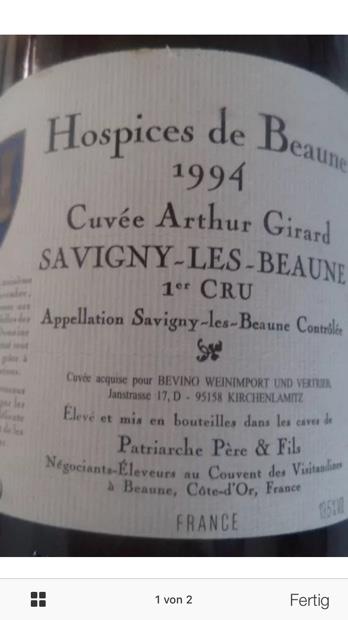 Hospices de Beaune
1994
Cuvée Arthur Girard
SAVIGNY-LES-BEAUNE
1er CRU
Appellation Savigny-les-Beaune Contrôlée
Cuvée acquise pour BEVINO WEINIMPORT UND VERTRIEB,
Janstrasse 17, D - 95158 KIRCHENLAMITZ
Élevé et mis en bouteilles dans les caves de
Patriarche Père & Fils
Négociants-Éleveurs au Couvent des Visitandines
à Beaune, Côte-d'Or, France
FRANCE
1 von 2
Fertig